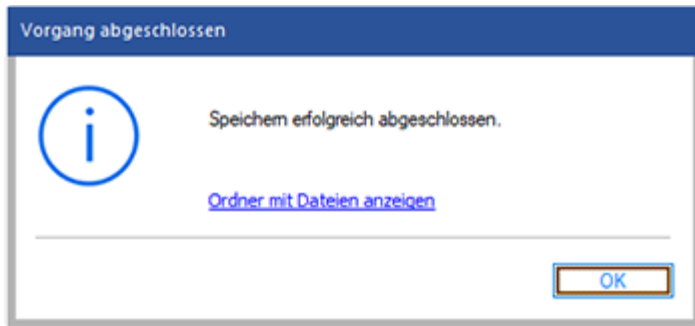 Vorgang abgeschlossen
Speichern erfolgreich abgeschlossen.
Ordner mit Dateien anzeigen
OK